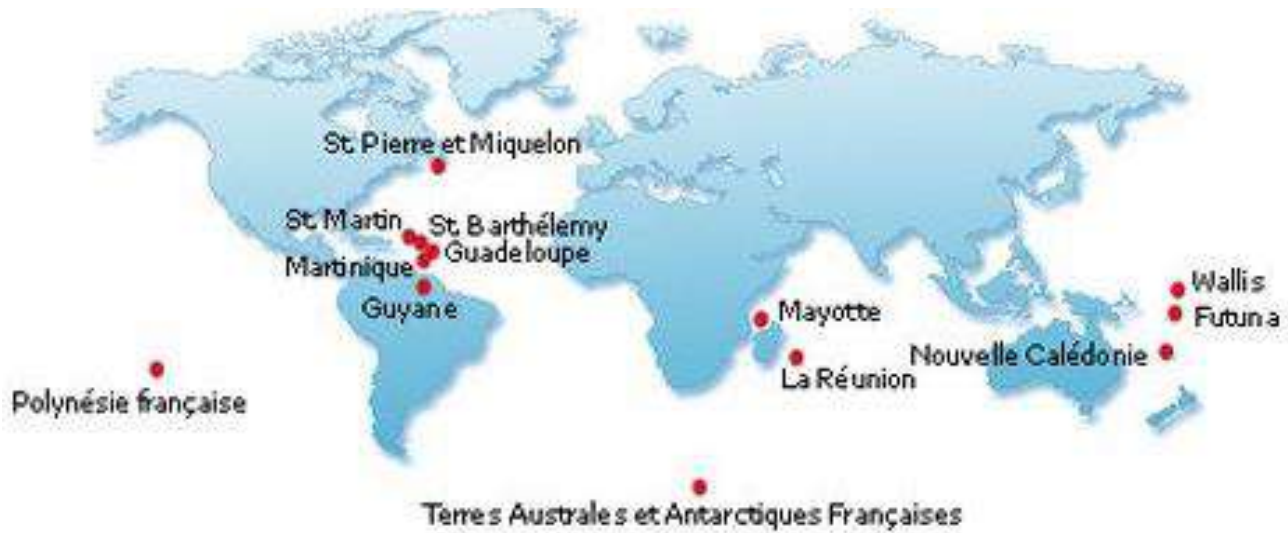 St. Pierre et Miquelon
St. Martin
St. Barthélemy
Guadeloupe
Martinique
Guyane
Wallis
Mayotte
Futuna
Nouvelle Calédonie
La Réunion
Polynésie française
Terres Australes et Antarctiques Françaises